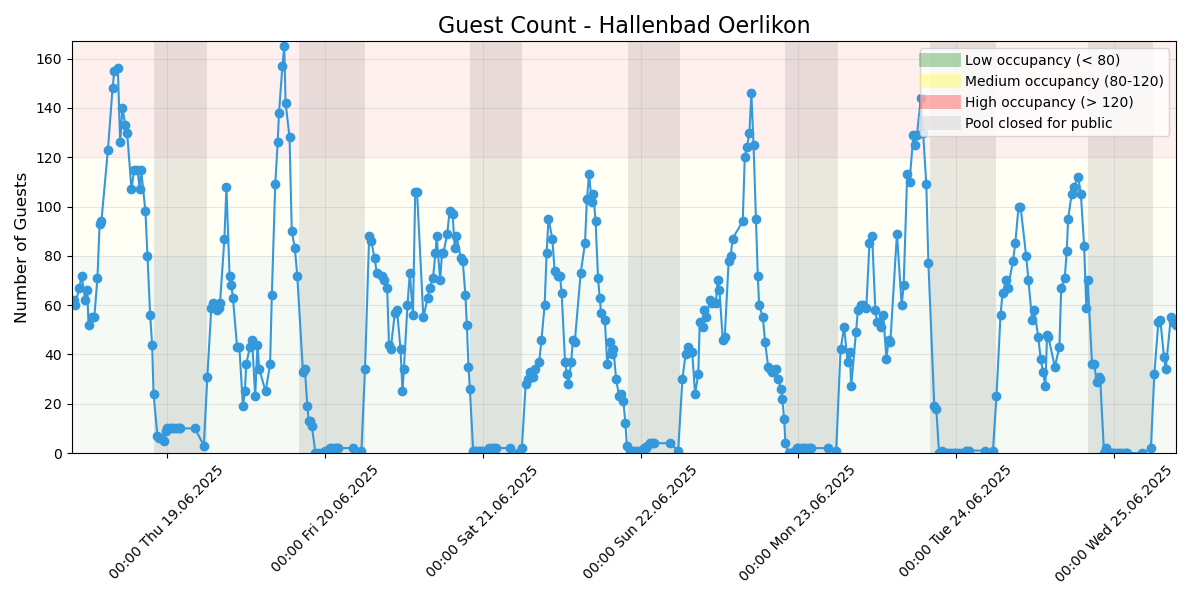 Guest Count - Hallenbad Oerlikon
Low occupancy (< 80)
Medium occupancy (80-120)
High occupancy (> 120)
Pool closed for public
Number of Guests
160
140
120
100
80
60
40
20
0
00:00 Thu 19.06.2025
00:00 Fri 20.06.2025
00:00 Sat 21.06.2025
00:00 Sun 22.06.2025
00:00 Mon 23.06.2025
00:00 Tue 24.06.2025
00:00 Wed 25.06.2025